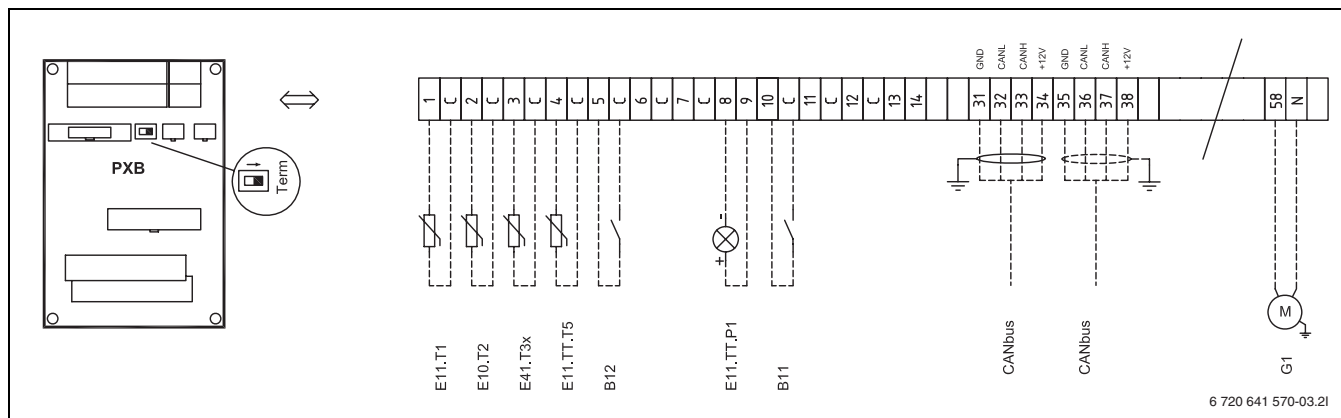 PXB
Term
GND CANL CANH +12V GND CANL CANH +12V
1 C 2 C 3 C 4 C 5 C 6 C 7 C 8 9 10 C 11 C 12 C 13 14 31 32 33 34 35 36 37 38 58 N
- +
M
E11.T1
E10.T2
E41.T3x
E11.TT.T5
B12
E11.TT.P1
B11
CANbus
CANbus
G1
6 720 641 570-03.2I